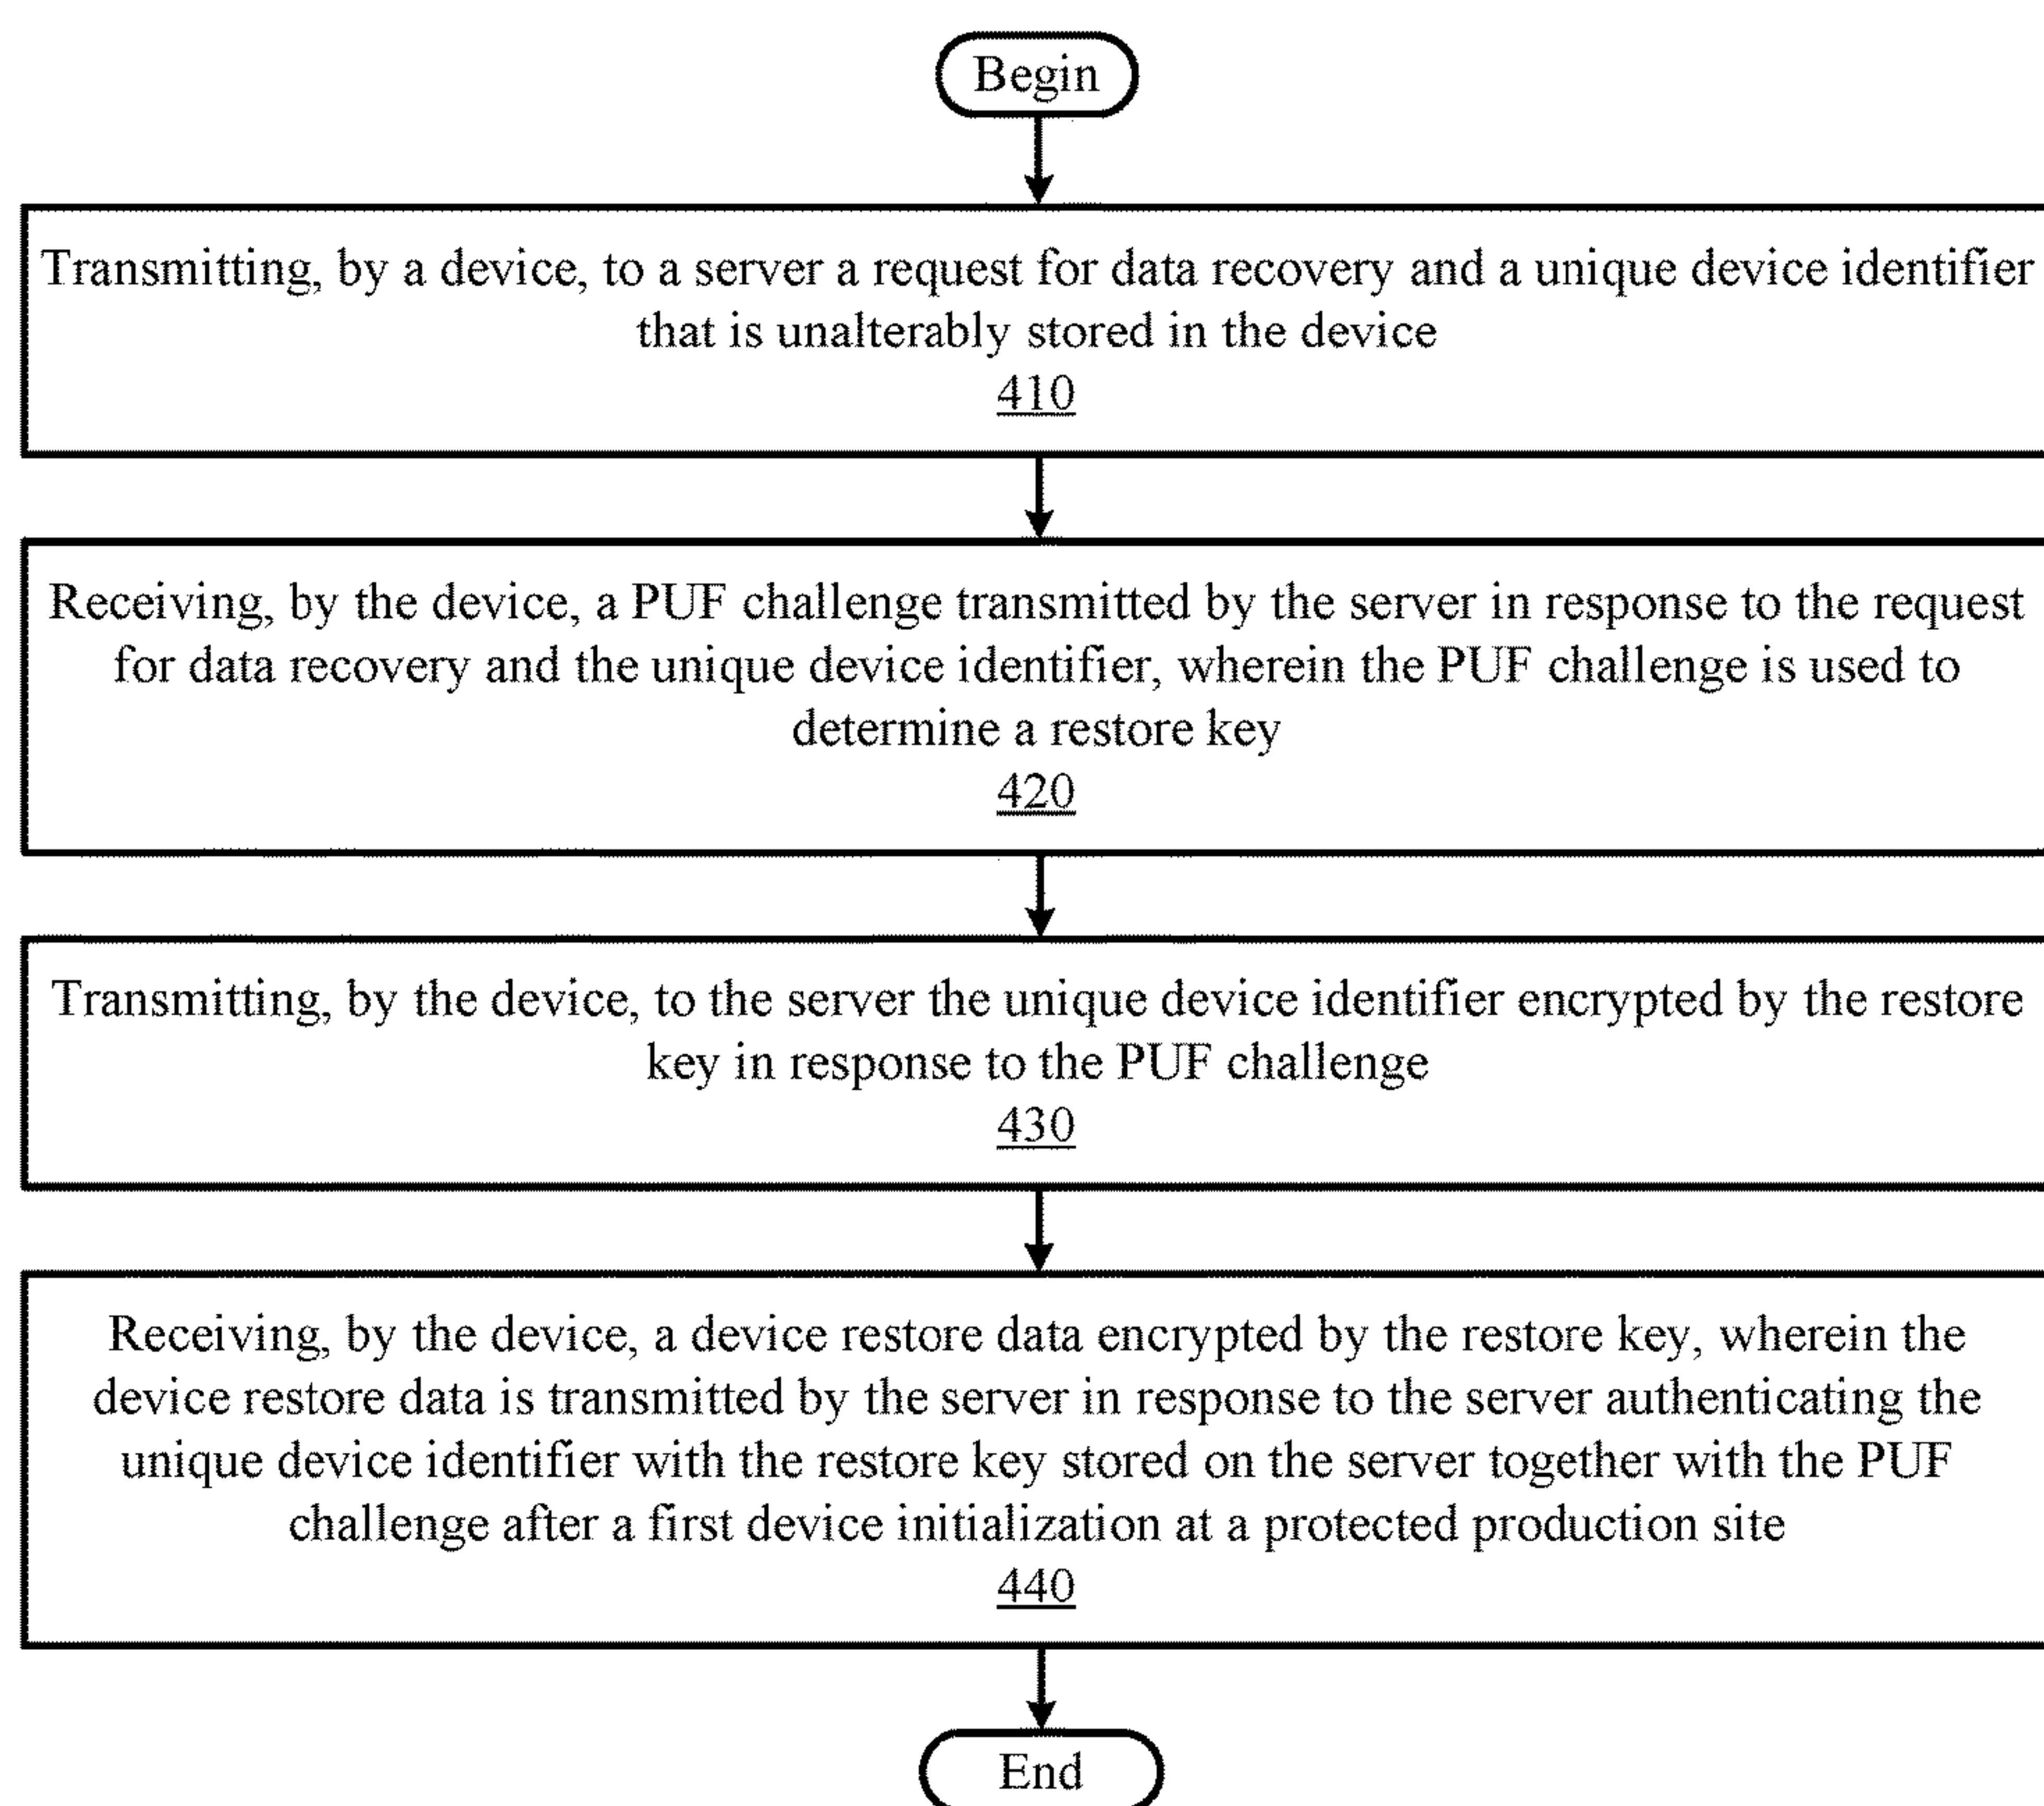 Begin
Transmitting, by a device, to a server a request for data recovery and a unique device identifier
that is unalterably stored in the device
410
Receiving, by the device, a PUF challenge transmitted by the server in response to the request
for data recovery and the unique device identifier, wherein the PUF challenge is used to
determine a restore key
420
Transmitting, by the device, to the server the unique device identifier encrypted by the restore
key in response to the PUF challenge
430
Receiving, by the device, a device restore data encrypted by the restore key, wherein the
device restore data is transmitted by the server in response to the server authenticating the
unique device identifier with the restore key stored on the server together with the PUF
challenge after a first device initialization at a protected production site
440
End